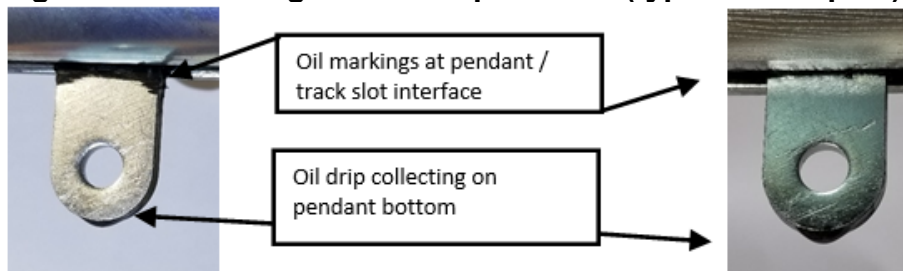 Oil markings at pendant /
track slot interface
Oil drip collecting on
pendant bottom